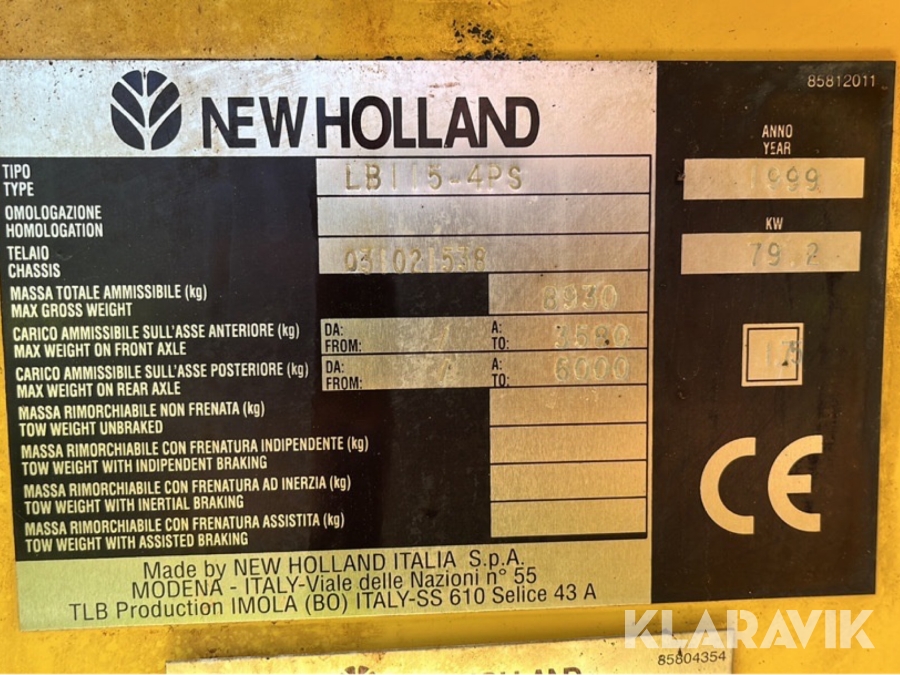 85812011
NEW HOLLAND
ANNO
YEAR
1999
TIPO
TYPE
LB115-4PS
OMOLOGAZIONE
HOMOLOGATION
KW
79.2
TELAIO
CHASSIS
031021538
MASSA TOTALE AMMISSIBILE (kg)
MAX GROSS WEIGHT
8930
CARICO AMMISSIBILE SULL'ASSE ANTERIORE (kg)
MAX WEIGHT ON FRONT AXLE
DA:
FROM:
/
A:
TO:
CARICO AMMISSIBILE SULL'ASSE POSTERIORE (kg)
MAX WEIGHT ON REAR AXLE
DA:
FROM:
/
A:
TO:
6000
MASSA RIMORCHIABILE NON FRENATA (kg)
TOW WEIGHT UNBRAKED
MASSA RIMORCHIABILE CON FRENATURA INDIPENDENTE (kg)
TOW WEIGHT WITH INDIPENDENT BRAKING
MASSA RIMORCHIABILE CON FRENATURA AD INERZIA (kg)
TOW WEIGHT WITH INERTIAL BRAKING
MASSA RIMORCHIABILE CON FRENATURA ASSISTITA (kg)
TOW WEIGHT WITH ASSISTED BRAKING
CE
Made by NEW HOLLAND ITALIA S.p.A.
MODENA - ITALY-Viale delle Nazioni n° 55
TLB Production IMOLA (BO) ITALY-SS 610 Selice 43 A
KLARAVIK
NEW HOLLAND
85804354